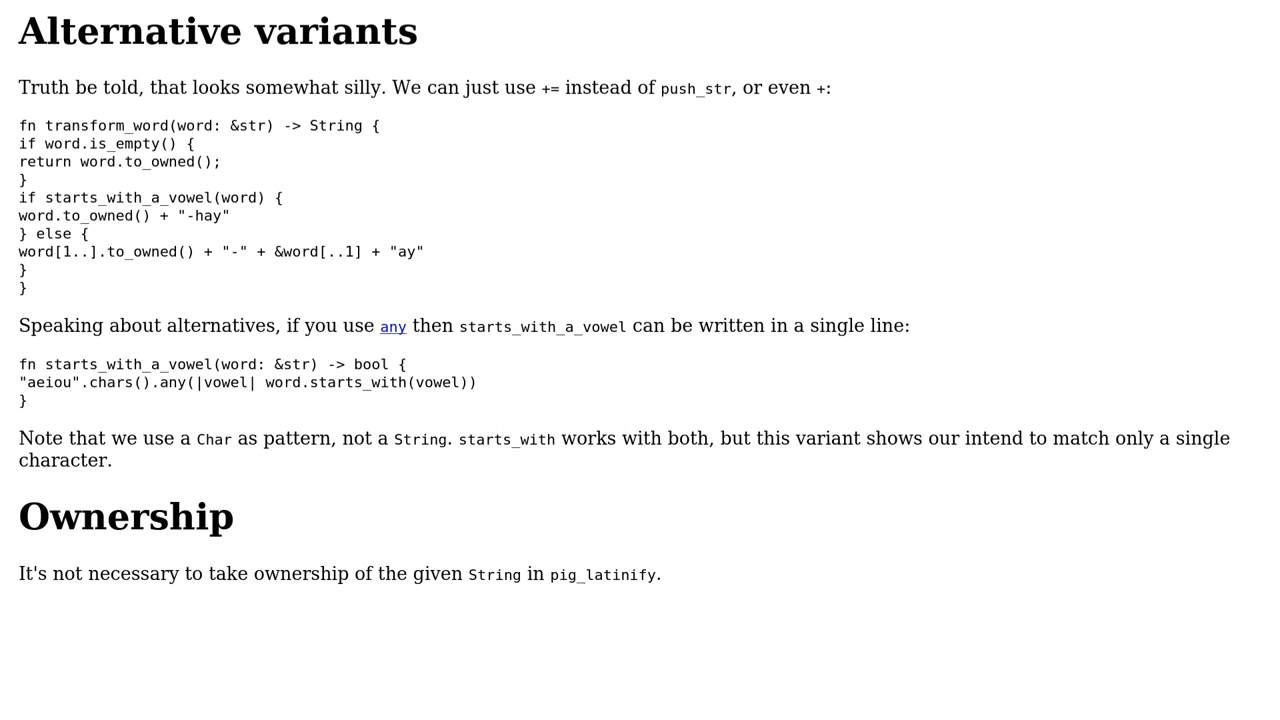 Alternative variants
Truth be told, that looks somewhat silly. We can just use += instead of push_str, or even +:
fn transform_word(word: &str) -> String {
if word.is_empty() {
return word.to_owned();
}
if starts_with_a_vowel(word) {
word.to_owned() + "-hay"
} else {
word[1..].to_owned() + "-" + &word[..1] + "ay"
}
}
Speaking about alternatives, if you use any then starts_with_a_vowel can be written in a single line:
fn starts_with_a_vowel(word: &str) -> bool {
"aeiou".chars().any(|vowel| word.starts_with(vowel))
}
Note that we use a Char as pattern, not a String. starts_with works with both, but this variant shows our intend to match only a single
character.
Ownership
It's not necessary to take ownership of the given String in pig_latinify.